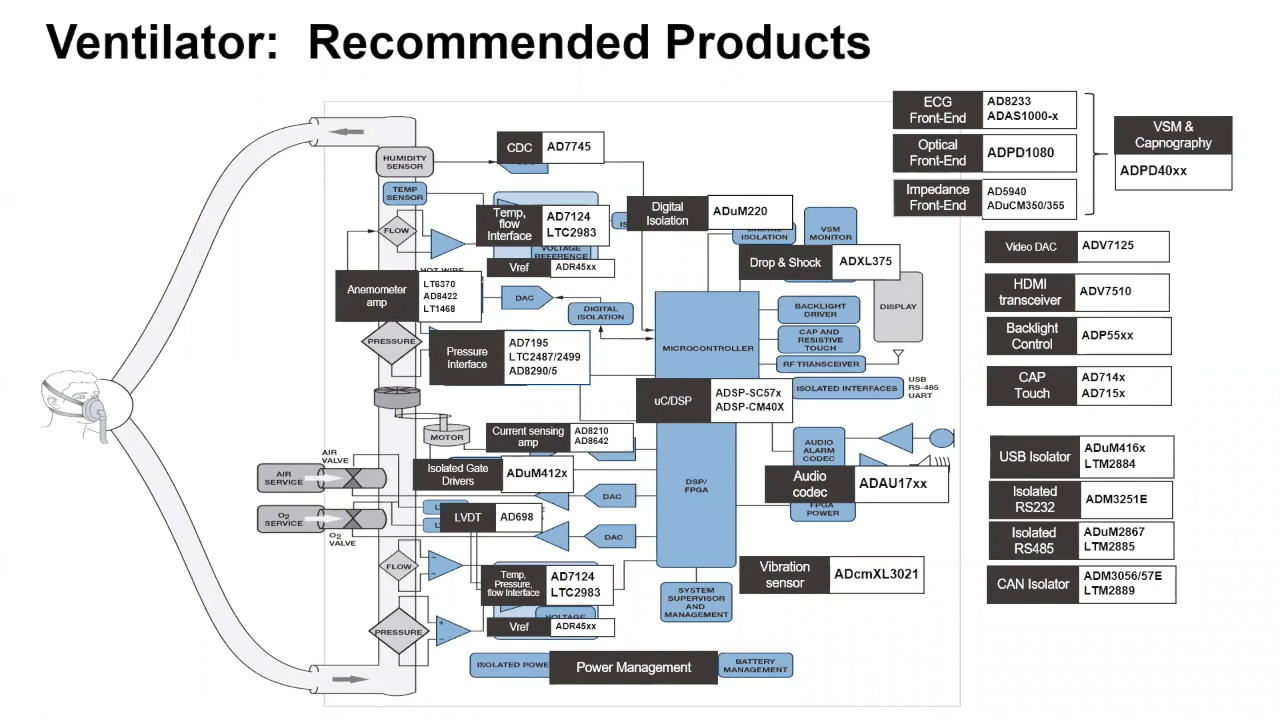 Ventilator: Recommended Products
ECG
Front-End
AD8233
ADAS1000-x
Optical
Front-End
ADPD1080
Impedance
Front-End
AD5940
ADuCM350/355
VSM &
Capnography
ADPD40xx
HUMIDITY
SENSOR
CDC
AD7745
TEMP
SENSOR
Temp,
flow
Interface
AD7124
LTC2983
VOLTAGE
REFERENCE
Digital
Isolation
ADuM220
ISOLATION
VSM
MONITOR
FLOW
Vref
ADR45xx
Drop & Shock
ADXL375
Video DAC
ADV7125
HDMI
transceiver
ADV7510
Backlight
Control
ADP55xx
CAP
Touch
AD714x
AD715x
HOT WIRE
Anemometer
amp
LT6370
AD8422
LT1468
DAC
DIGITAL
ISOLATION
BACKLIGHT
DRIVER
DISPLAY
CAP AND
RESISTIVE
TOUCH
RF TRANSCEIVER
MICROCONTROLLER
PRESSURE
Pressure
Interface
AD7195
LTC2487/2499
AD8290/5
ISOLATED INTERFACES
USB
RS-485
UART
uC/DSP
ADSP-SC57x
ADSP-CM40X
MOTOR
Current sensing
amp
AD8210
AD8642
AUDIO
ALARM
CODEC
Audio
codec
ADAU17xx
FPGA
POWER
AIR
VALVE
AIR
SERVICE
Isolated Gate
Drivers
ADuM412x
DAC
DSP/
FPGA
O2
SERVICE
O2
VALVE
LVDT
AD698
DAC
USB Isolator
ADuM416x
LTM2884
Isolated
RS232
ADM3251E
Isolated
RS485
ADuM2867
LTM2885
CAN Isolator
ADM3056/57E
LTM2889
FLOW
Temp,
Pressure,
flow Interface
AD7124
LTC2983
VOLTAGE
Vref
ADR45xx
Vibration
sensor
ADcmXL3021
SYSTEM
SUPERVISOR
AND
MANAGEMENT
PRESSURE
ISOLATED POWE
Power Management
BATTERY
MANAGEMENT